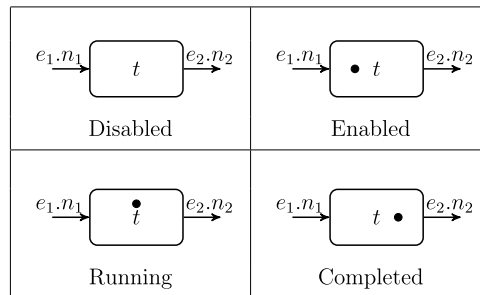 e₁.n₁ t e₂.n₂
Disabled
e₁.n₁ t e₂.n₂
Enabled
e₁.n₁ t e₂.n₂
Running
e₁.n₁ t e₂.n₂
Completed